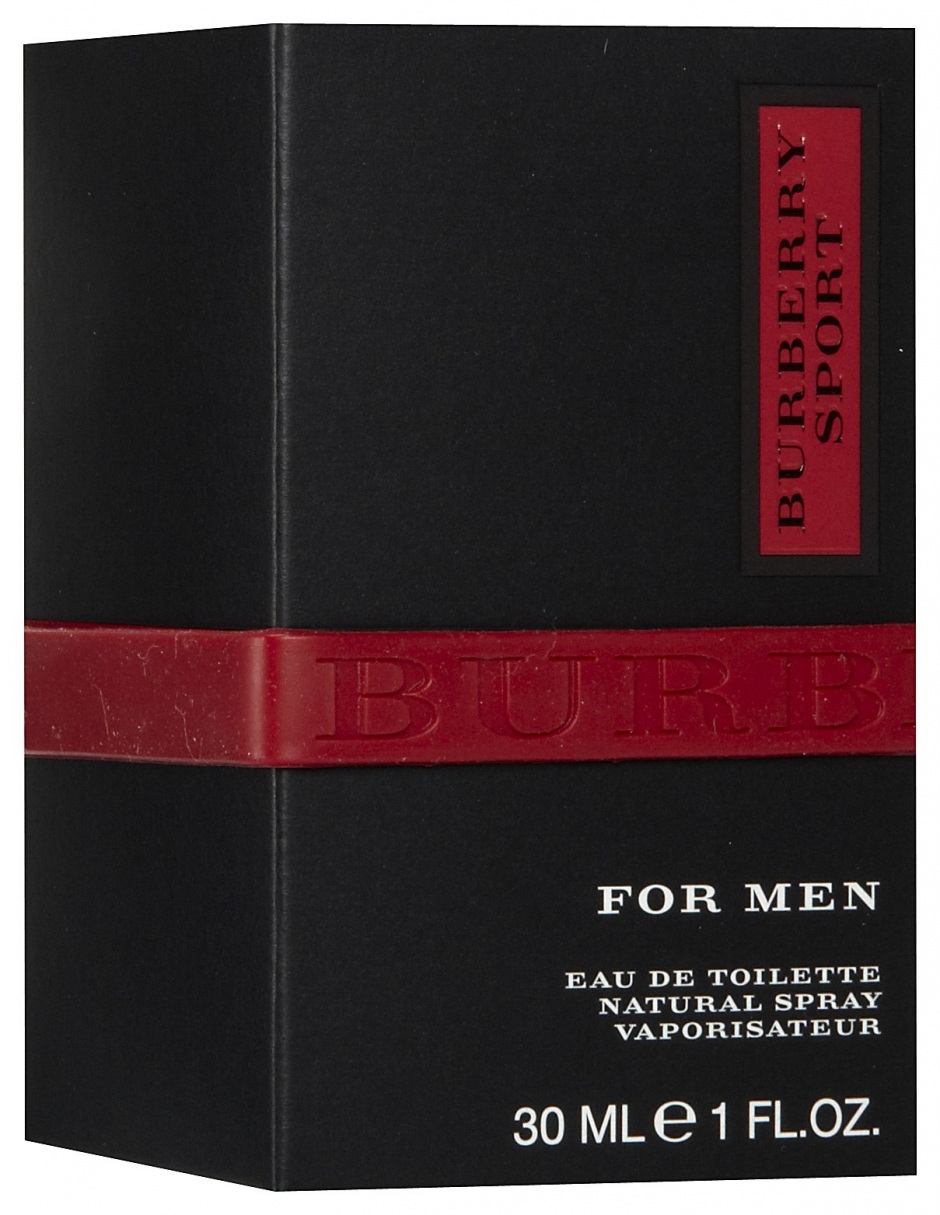 BURBERRY
SPORT
BURB
FOR MEN
EAU DE TOILETTE
NATURAL SPRAY
VAPORISATEUR
30 ML e 1 FL.OZ.